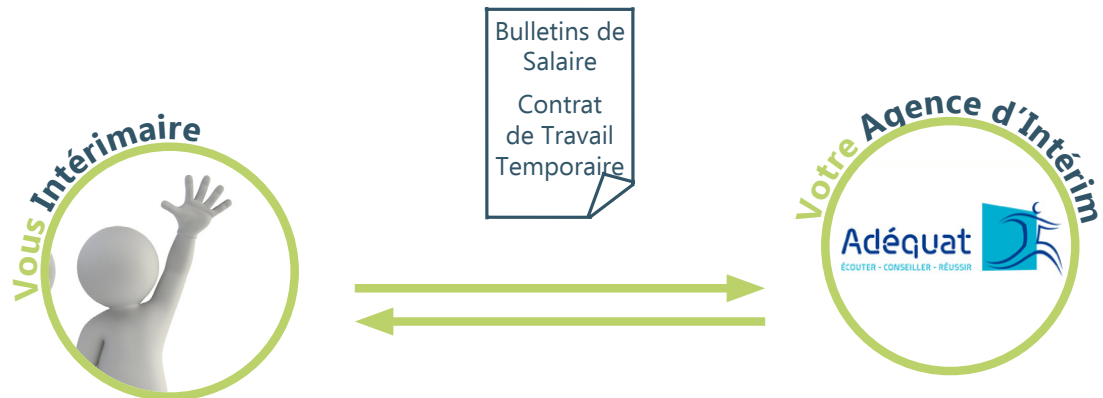 Bulletins de
Salaire
Contrat
de Travail
Temporaire
Vous Intérimaire
Votre Agence d'Intérim
Adéquat
ÉCOUTER - CONSEILLER - RÉUSSIR